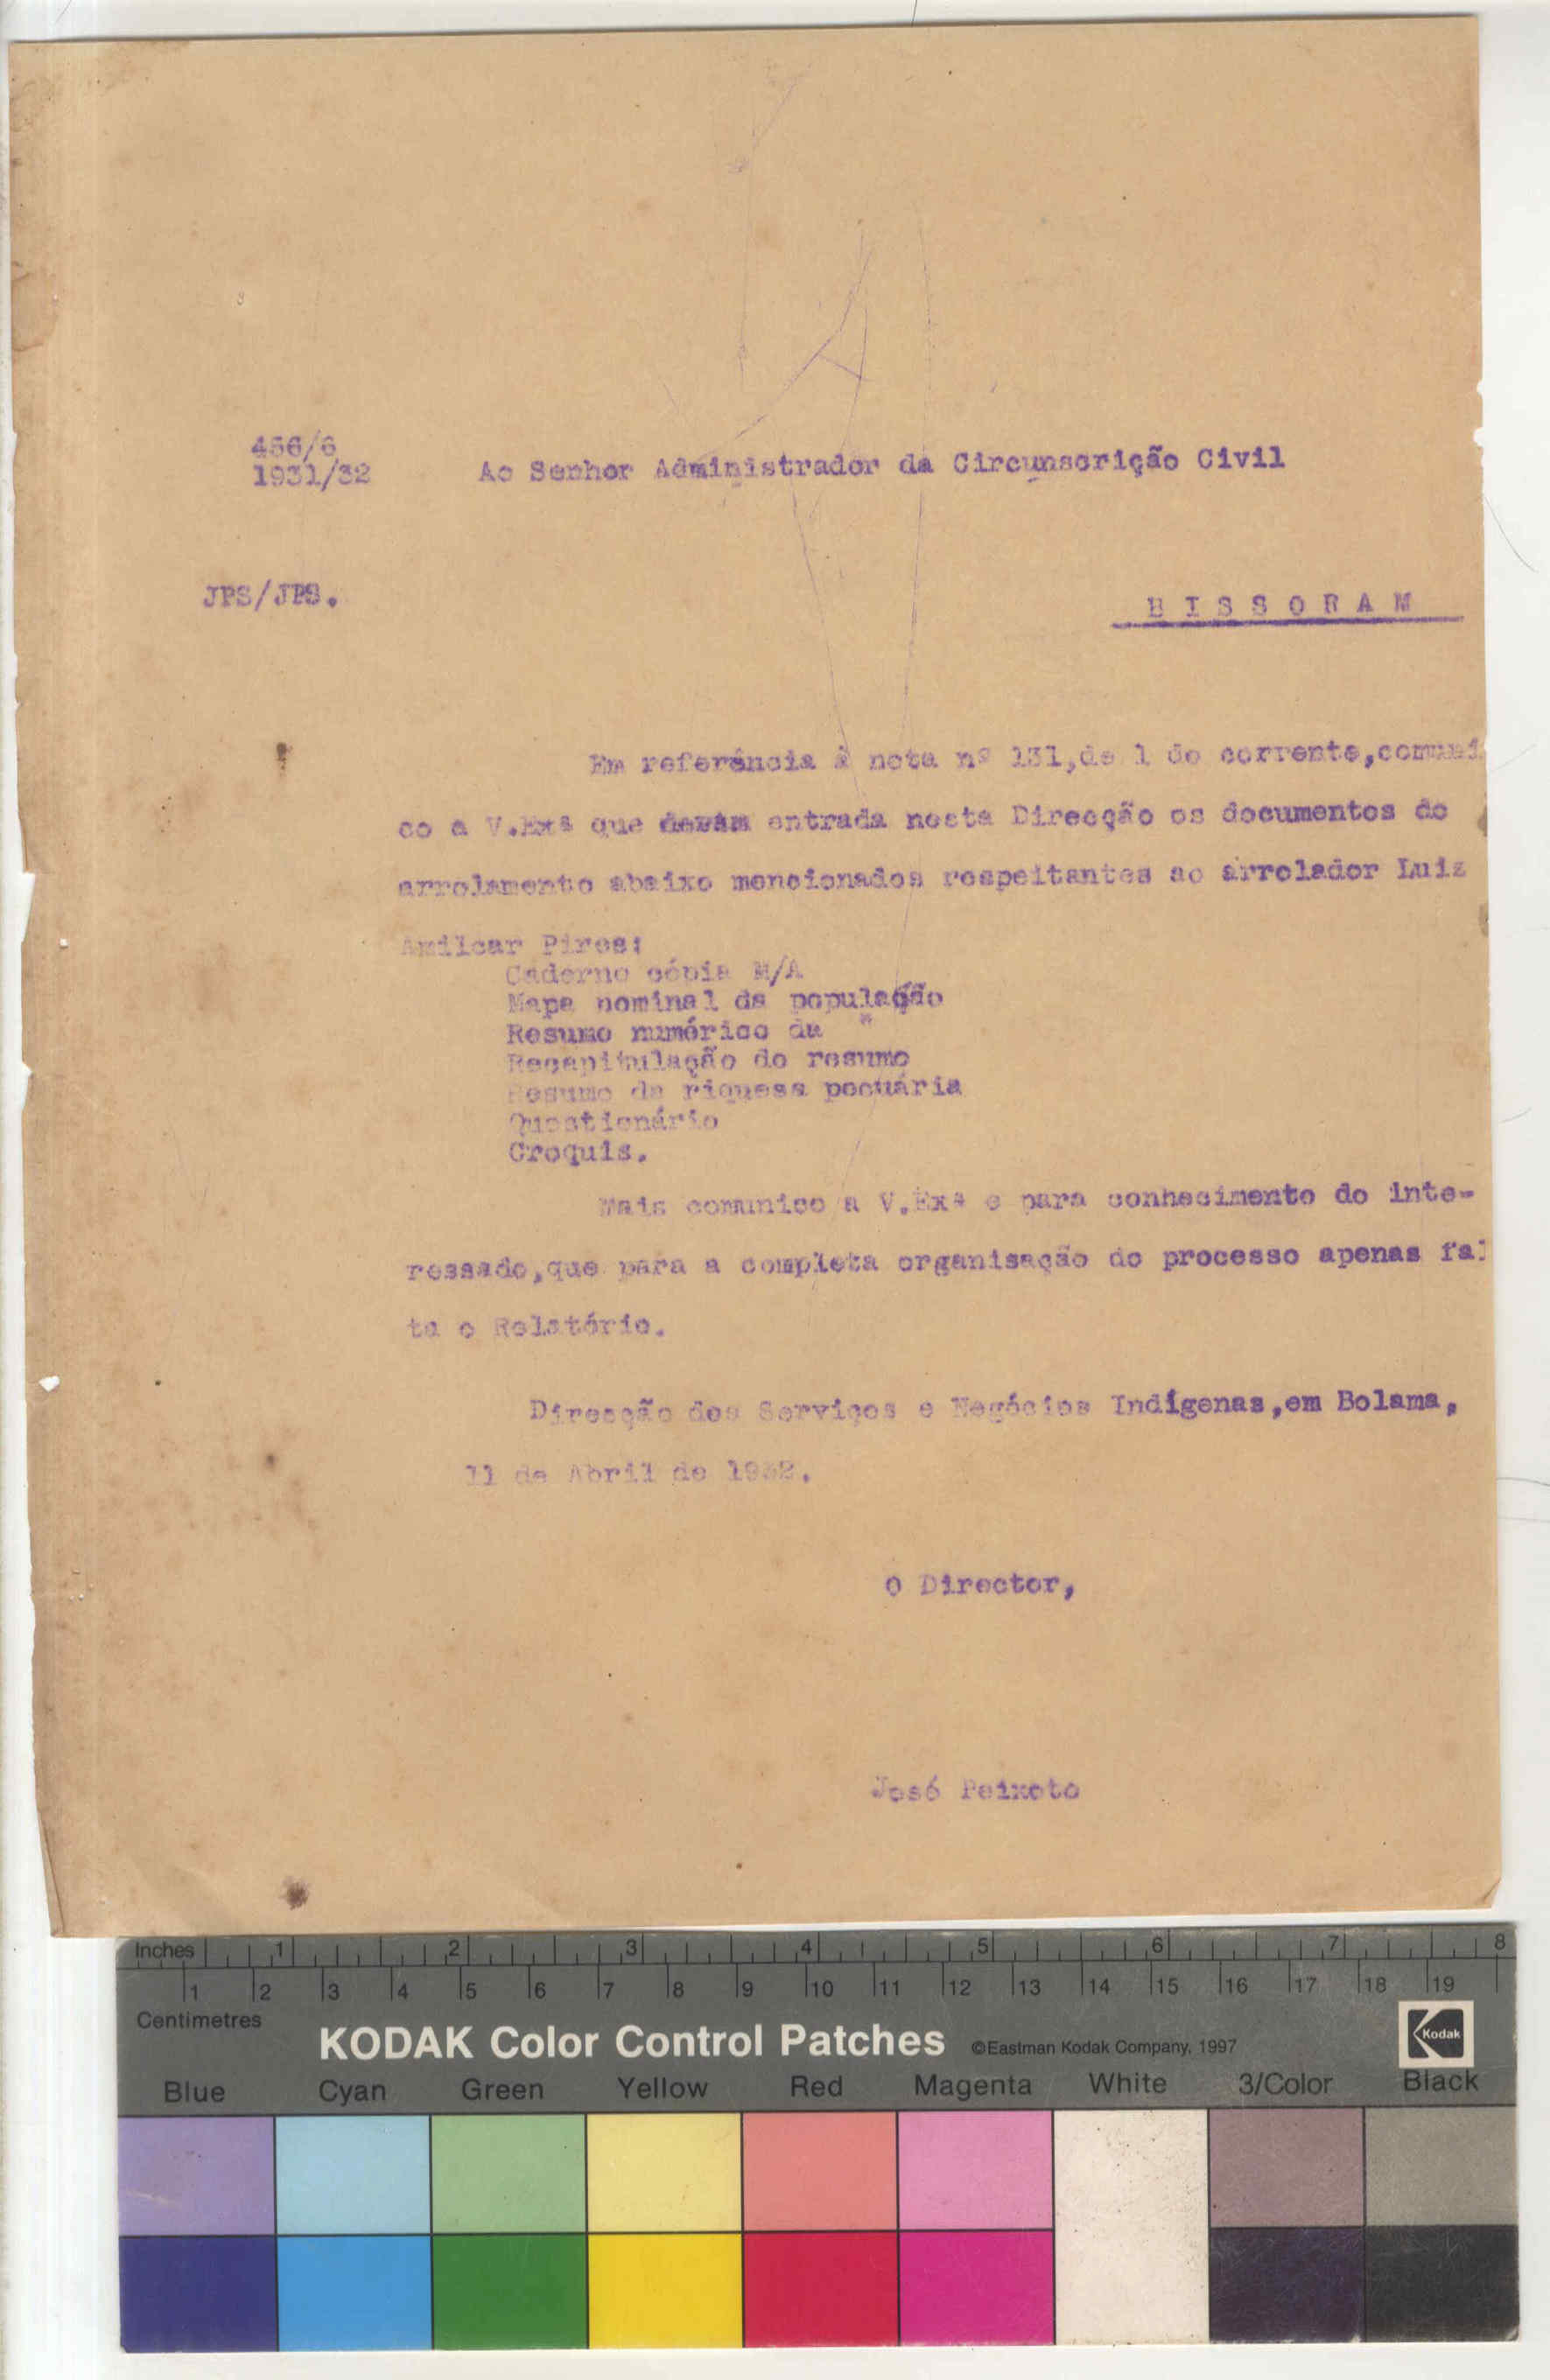 456/6
1931/32
Ao Senhor Administrador da Circunscrição Civil
JPS/JPS.
BISSORAM
Em referência à nota nº 131,de 1 do corrente,comuni
co a V.Exª que deram entrada nesta Direcção os documentos do
arrolamento abaixo mencionados respeitantes ao arrolador Luiz
Amilcar Pires:
Caderno cópia M/A
Mapa nominal da população
Resumo numérico da "
Recapitulação do resumo
Resumo da riquesa pecuária
Questionário
Croquis.
Mais comunico a V.Exª e para conhecimento do inte-
ressado,que para a completa organisação do processo apenas fal
ta o Relatório.
Direcção dos Serviços e Negócios Indígenas,em Bolama,
11 de Abril de 1932.
O Director,
José Peixoto
Inches 1 2 3 4 5 6 7 8
1 2 3 4 5 6 7 8 9 10 11 12 13 14 15 16 17 18 19
Centimetres
KODAK Color Control Patches ©Eastman Kodak Company, 1997 Kodak
Blue Cyan Green Yellow Red Magenta White 3/Color Black